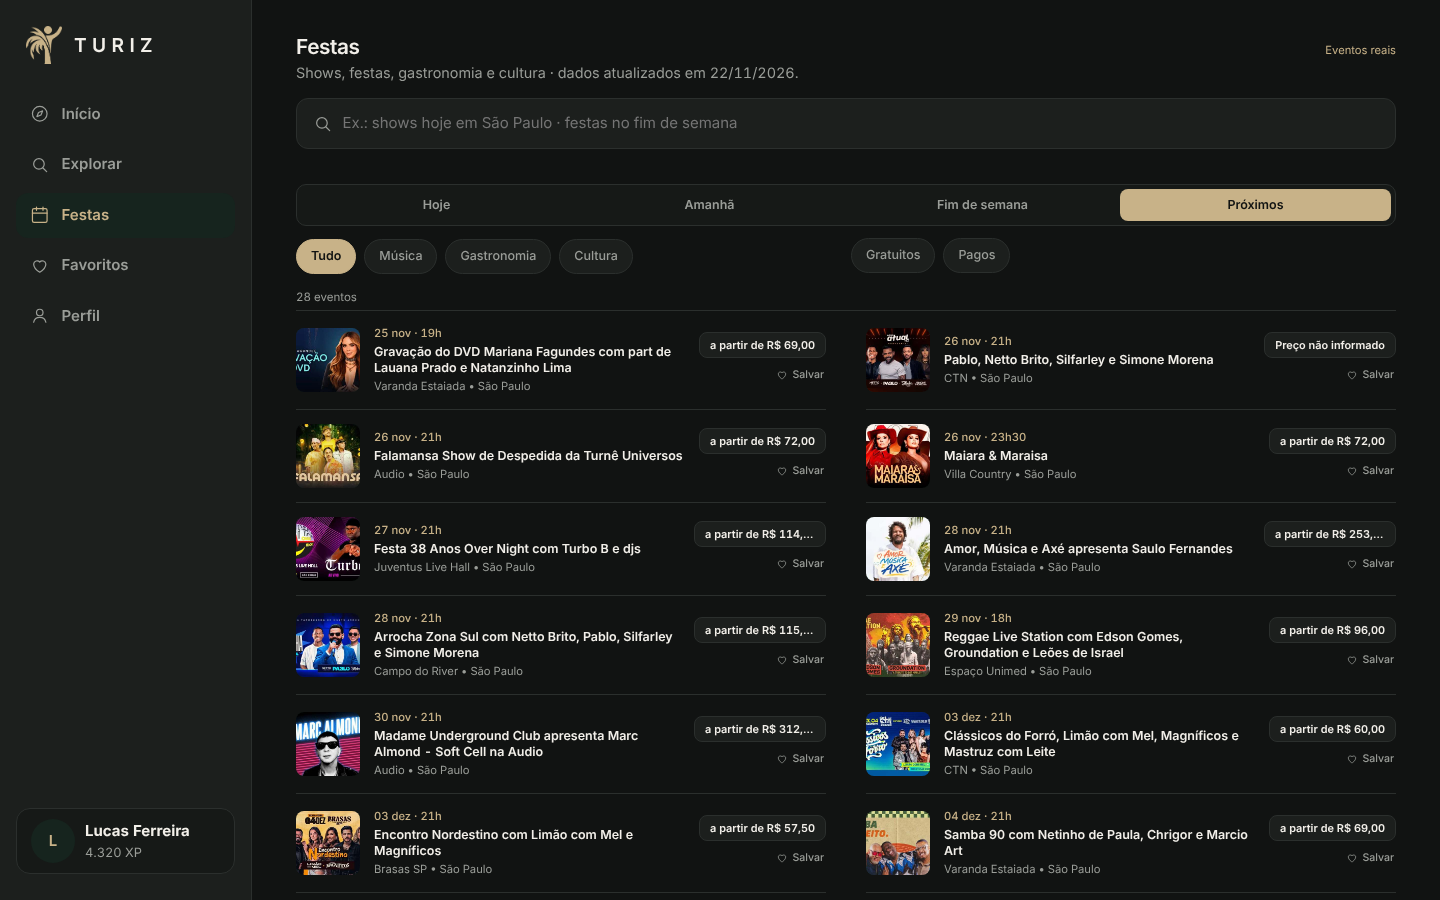 TURIZ
Início
Explorar
Festas
Favoritos
Perfil
L
Lucas Ferreira
4.320 XP
Festas
Eventos reais
Shows, festas, gastronomia e cultura · dados atualizados em 22/11/2026.
Ex.: shows hoje em São Paulo · festas no fim de semana
Hoje
Amanhã
Fim de semana
Próximos
Tudo
Música
Gastronomia
Cultura
Gratuitos
Pagos
28 eventos
25 nov · 19h
Gravação do DVD Mariana Fagundes com part de
Lauana Prado e Natanzinho Lima
Varanda Estaiada • São Paulo
a partir de R$ 69,00
Salvar
26 nov · 21h
Pablo, Netto Brito, Silfarley e Simone Morena
CTN • São Paulo
Preço não informado
Salvar
FALAMANSA
26 nov · 21h
Falamansa Show de Despedida da Turnê Universos
Audio • São Paulo
a partir de R$ 72,00
Salvar
MAIARA&
MARAISA
26 nov · 23h30
Maiara & Maraisa
Villa Country • São Paulo
a partir de R$ 72,00
Salvar
27 nov · 21h
Festa 38 Anos Over Night com Turbo B e djs
Juventus Live Hall • São Paulo
a partir de R$ 114,...
Salvar
O AMOR
MÚSICA
AXÉ
28 nov · 21h
Amor, Música e Axé apresenta Saulo Fernandes
Varanda Estaiada • São Paulo
a partir de R$ 253,...
Salvar
28 nov · 21h
Arrocha Zona Sul com Netto Brito, Pablo, Silfarley
e Simone Morena
Campo do River • São Paulo
a partir de R$ 115,...
Salvar
29 nov · 18h
Reggae Live Station com Edson Gomes,
Groundation e Leões de Israel
Espaço Unimed • São Paulo
a partir de R$ 96,00
Salvar
MARC ALMOND
30 nov · 21h
Madame Underground Club apresenta Marc
Almond - Soft Cell na Audio
Audio • São Paulo
a partir de R$ 312,...
Salvar
03 dez · 21h
Clássicos do Forró, Limão com Mel, Magníficos e
Mastruz com Leite
CTN • São Paulo
a partir de R$ 60,00
Salvar
03 dez · 21h
Encontro Nordestino com Limão com Mel e
Magníficos
Brasas SP • São Paulo
a partir de R$ 57,50
Salvar
04 dez · 21h
Samba 90 com Netinho de Paula, Chrigor e Marcio
Art
Varanda Estaiada • São Paulo
a partir de R$ 69,00
Salvar